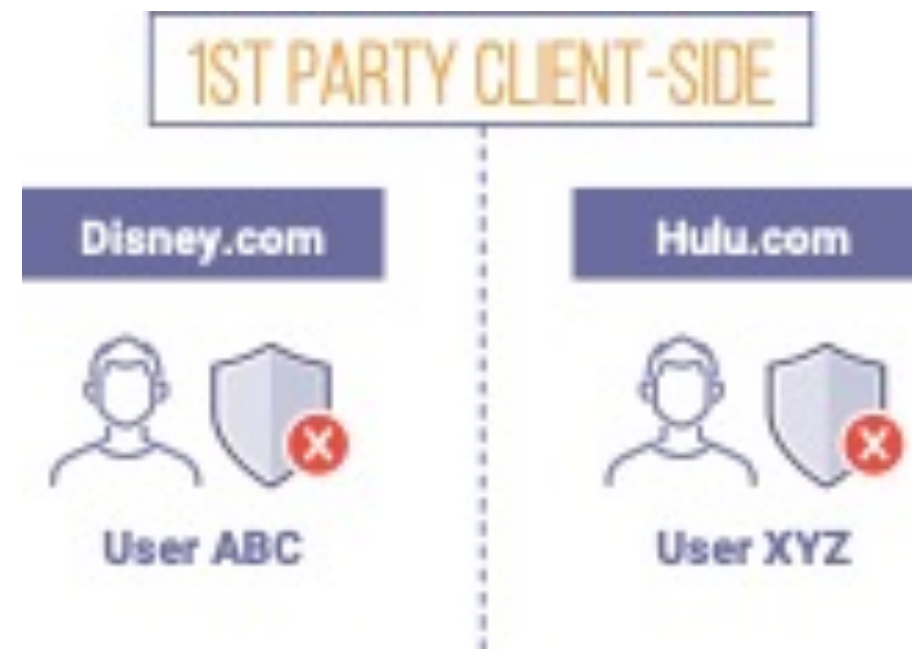 1ST PARTY CLIENT-SIDE
Disney.com
Hulu.com
User ABC
User XYZ